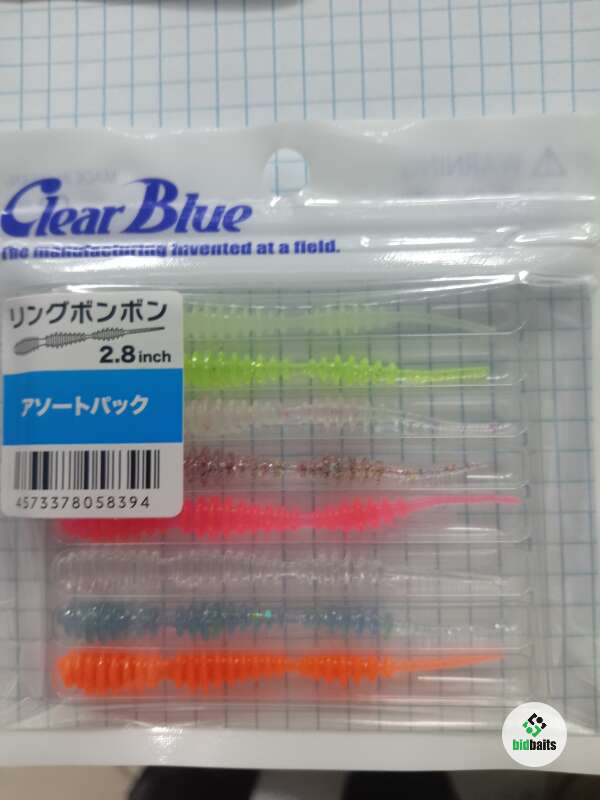 WARNING
Clear Blue
The manufacturing invented at a field.
リングボンボン
2.8 inch
アソートパック
4573378058394
bidbaits